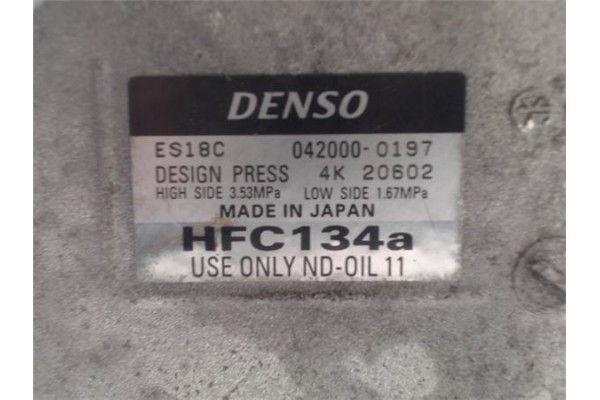 DENSO
ES18C 042000-0197
DESIGN PRESS 4K 20602
HIGH SIDE 3.53MPa LOW SIDE 1.67MPa
MADE IN JAPAN
HFC134a
USE ONLY ND-OIL 11